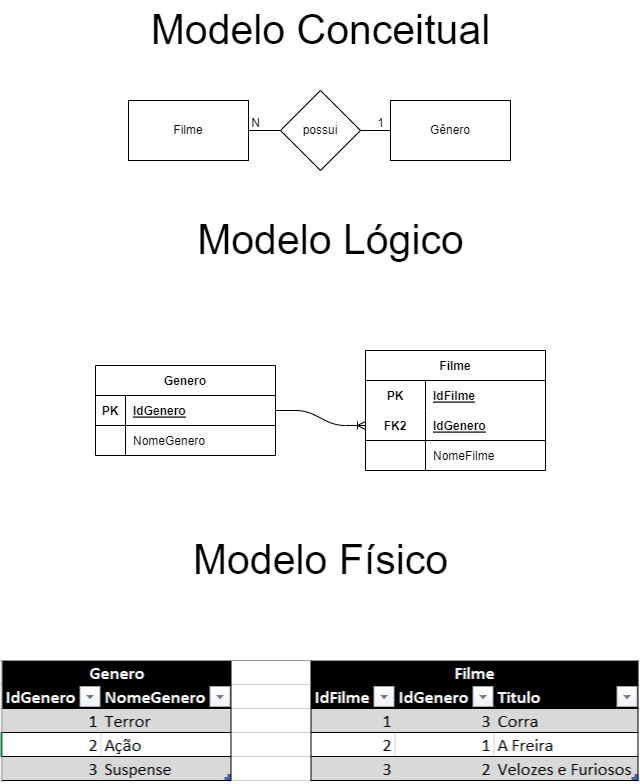 Modelo Conceitual
Filme N possui 1 Gênero
Modelo Lógico
Genero
PK IdGenero
NomeGenero
Filme
PK IdFilme
FK2 IdGenero
NomeFilme
Modelo Físico
Genero
IdGenero NomeGenero
1 Terror
2 Ação
3 Suspense
Filme
IdFilme IdGenero Titulo
1 3 Corra
2 1 A Freira
3 2 Velozes e Furiosos